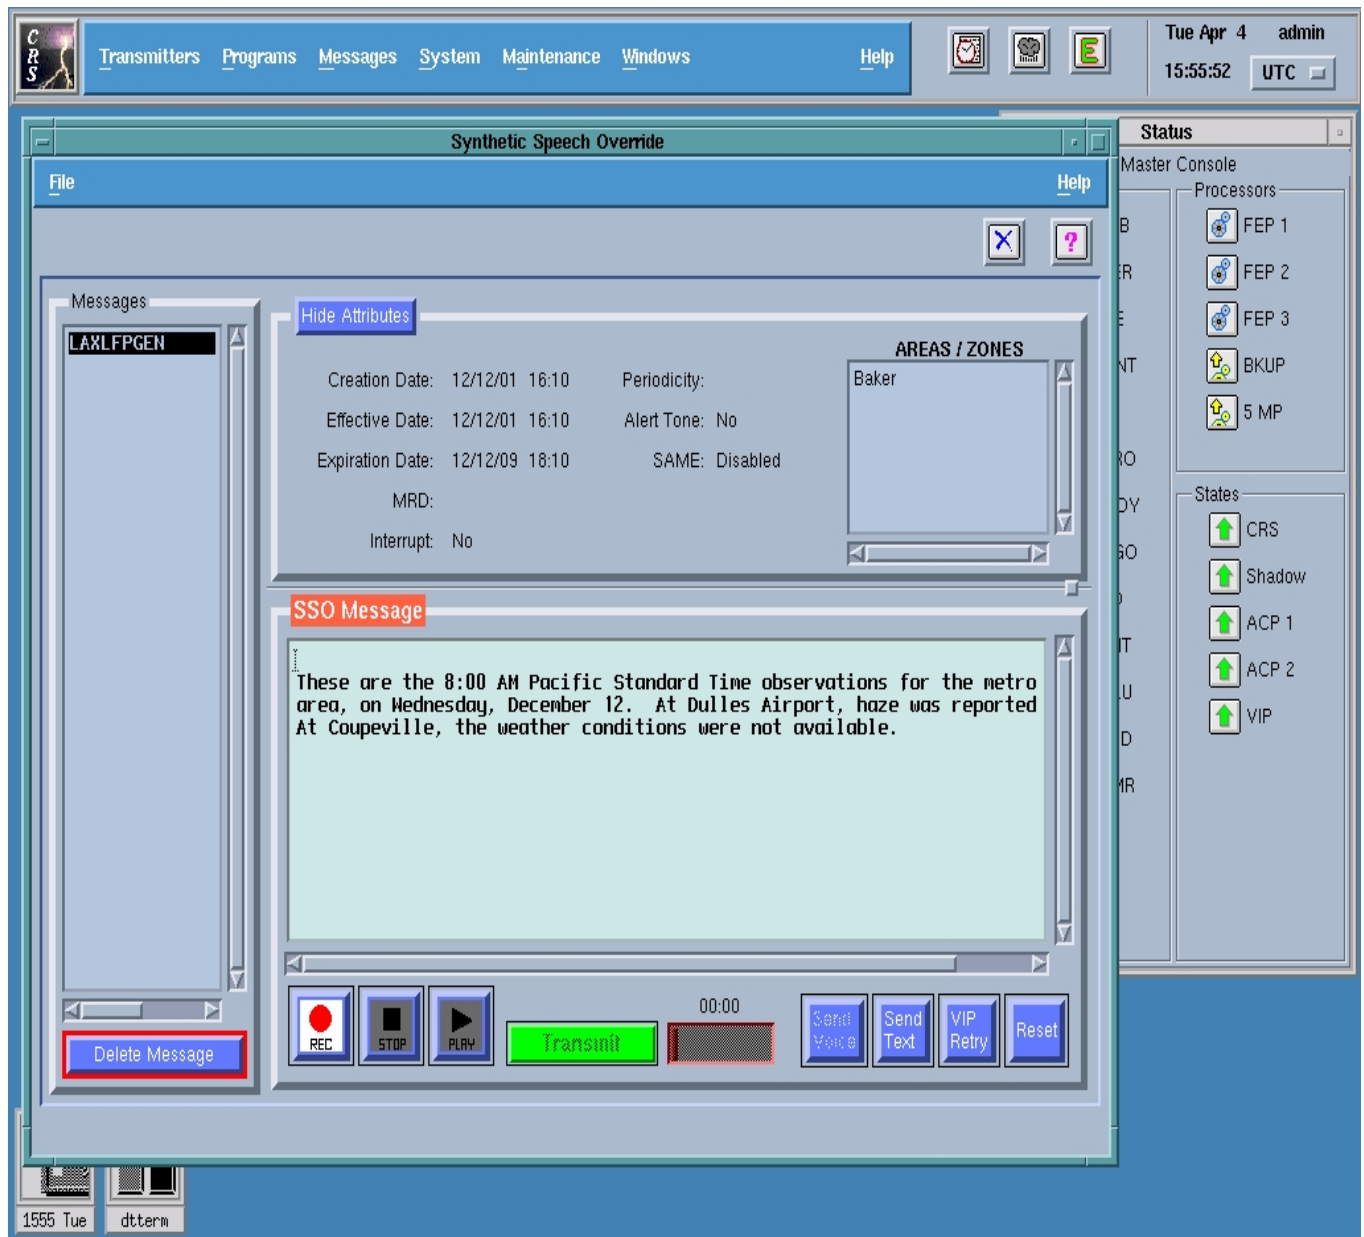 CRS
Transmitters Programs Messages System Maintenance Windows Help
E
Tue Apr 4 admin
15:55:52 UTC
Synthetic Speech Override
File Help
X ?
Messages
LAXLFPGEN
Delete Message
Hide Attributes
Creation Date: 12/12/01 16:10 Periodicity:
Effective Date: 12/12/01 16:10 Alert Tone: No
Expiration Date: 12/12/09 18:10 SAME: Disabled
MRD:
Interrupt: No
AREAS / ZONES
Baker
SSO Message
These are the 8:00 AM Pacific Standard Time observations for the metro
area, on Wednesday, December 12. At Dulles Airport, haze was reported
At Coupeville, the weather conditions were not available.
REC STOP PLAY Transmit 00:00 Send Voice Send Text VIP Retry Reset
Status
Master Console
Processors
FEP 1
FEP 2
FEP 3
BKUP
5 MP
States
CRS
Shadow
ACP 1
ACP 2
VIP
1555 Tue dtterm